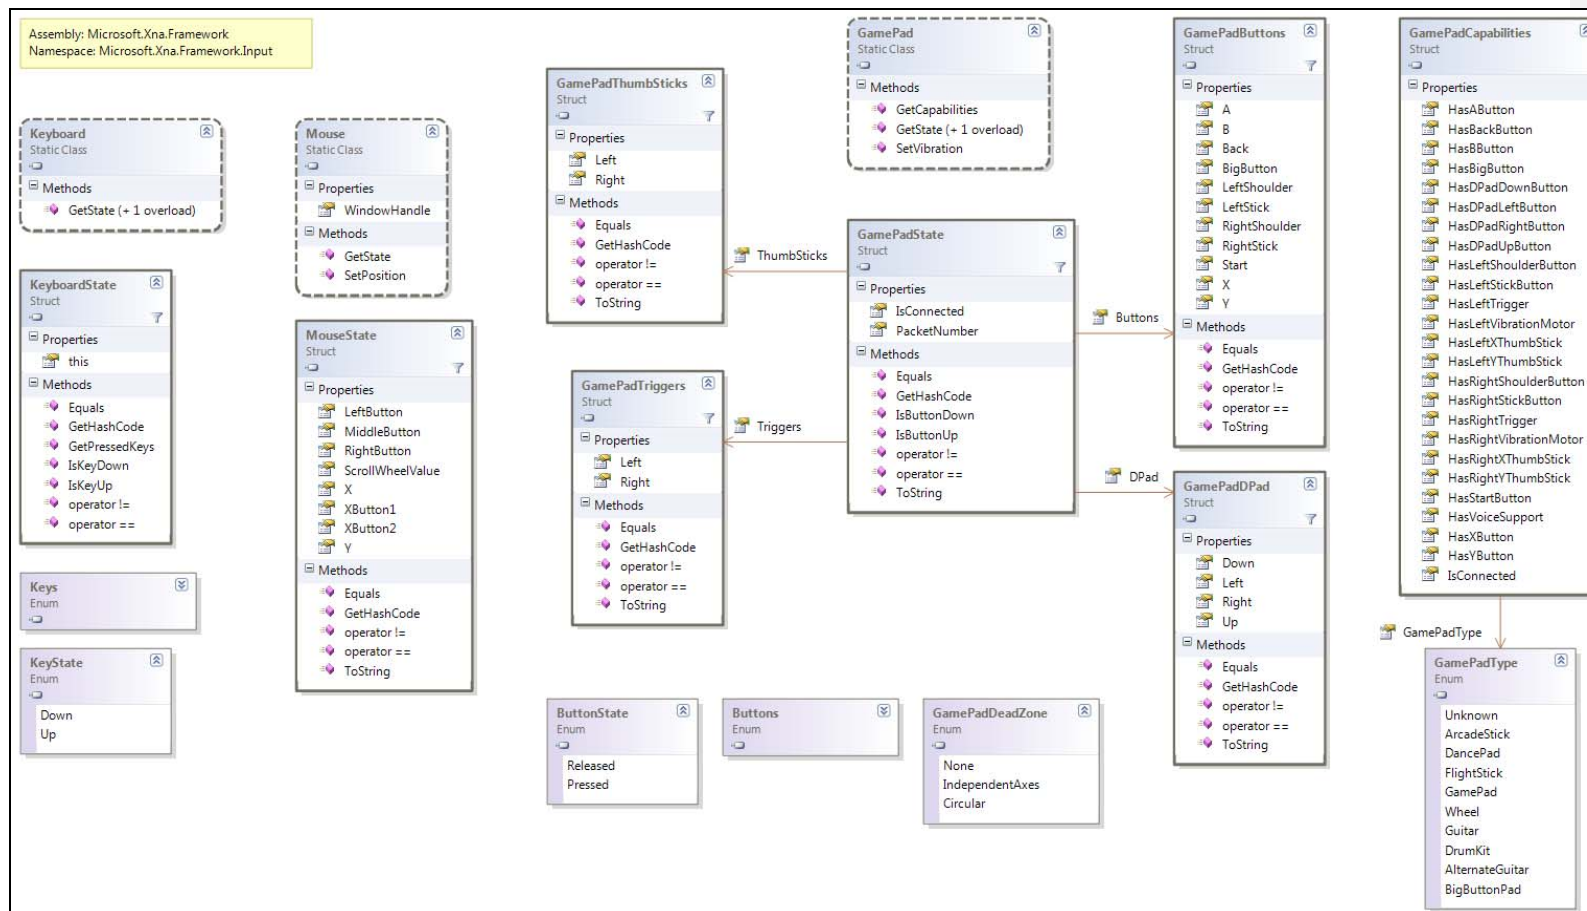 Assembly: Microsoft.Xna.Framework
Namespace: Microsoft.Xna.Framework.Input
Keyboard
Static Class
Methods
GetState (+ 1 overload)
KeyboardState
Struct
Properties
this
Methods
Equals
GetHashCode
GetPressedKeys
IsKeyDown
IsKeyUp
operator !=
operator ==
Keys
Enum
KeyState
Enum
Down
Up
Mouse
Static Class
Properties
WindowHandle
Methods
GetState
SetPosition
MouseState
Struct
Properties
LeftButton
MiddleButton
RightButton
ScrollWheelValue
X
XButton1
XButton2
Y
Methods
Equals
GetHashCode
operator !=
operator ==
ToString
GamePadThumbSticks
Struct
Properties
Left
Right
Methods
Equals
GetHashCode
operator !=
operator ==
ToString
ThumbSticks
GamePadTriggers
Struct
Properties
Left
Right
Methods
Equals
GetHashCode
operator !=
operator ==
ToString
Triggers
ButtonState
Enum
Released
Pressed
Buttons
Enum
GamePad
Static Class
Methods
GetCapabilities
GetState (+ 1 overload)
SetVibration
GamePadState
Struct
Properties
IsConnected
PacketNumber
Methods
Equals
GetHashCode
IsButtonDown
IsButtonUp
operator !=
operator ==
ToString
Buttons
DPad
GamePadDeadZone
Enum
None
IndependentAxes
Circular
GamePadButtons
Struct
Properties
A
B
Back
BigButton
LeftShoulder
LeftStick
RightShoulder
RightStick
Start
X
Y
Methods
Equals
GetHashCode
operator !=
operator ==
ToString
GamePadDPad
Struct
Properties
Down
Left
Right
Up
Methods
Equals
GetHashCode
operator !=
operator ==
ToString
GamePadCapabilities
Struct
Properties
HasAButton
HasBackButton
HasBButton
HasBigButton
HasDPadDownButton
HasDPadLeftButton
HasDPadRightButton
HasDPadUpButton
HasLeftShoulderButton
HasLeftStickButton
HasLeftTrigger
HasLeftVibrationMotor
HasLeftXThumbStick
HasLeftYThumbStick
HasRightShoulderButton
HasRightStickButton
HasRightTrigger
HasRightVibrationMotor
HasRightXThumbStick
HasRightYThumbStick
HasStartButton
HasVoiceSupport
HasXButton
HasYButton
IsConnected
GamePadType
GamePadType
Enum
Unknown
ArcadeStick
DancePad
FlightStick
GamePad
Wheel
Guitar
DrumKit
AlternateGuitar
BigButtonPad